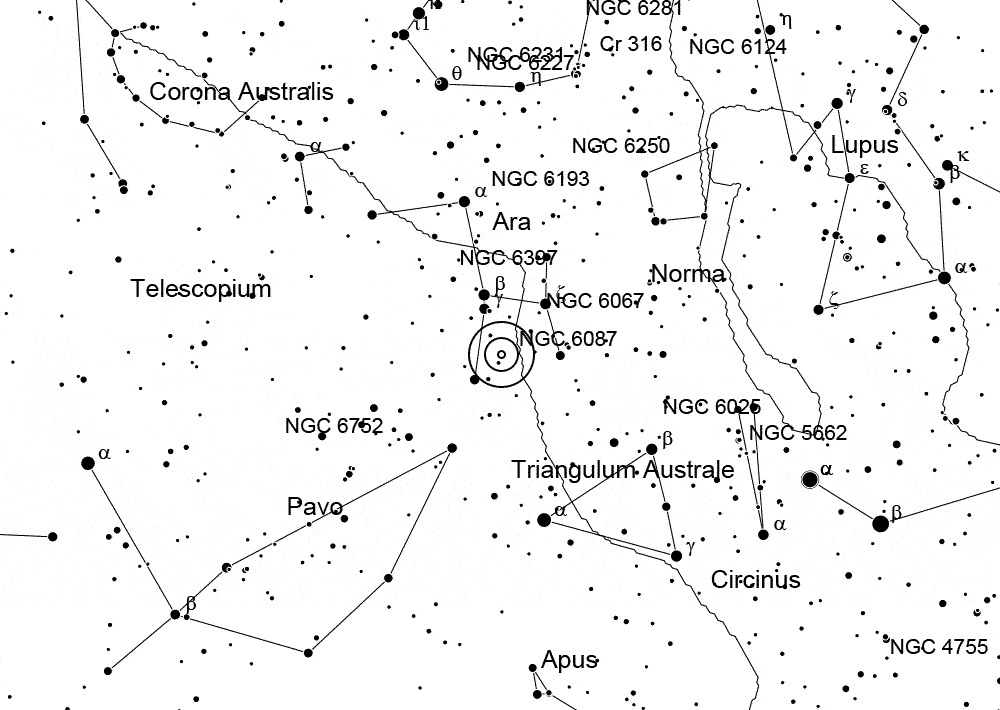 κ
NGC 6281
ι1
η
Cr 316
NGC 6124
NGC 6231
NGC 6227
θ
η
Corona Australis
γ
δ
α
NGC 6250
Lupus
κ
β
ε
NGC 6193
α
Ara
NGC 6397
α
Norma
Telescopium
β
ζ
γ
NGC 6067
ζ
NGC 6087
NGC 6025
NGC 6752
NGC 5662
β
α
Triangulum Australe
α
Pavo
α
β
α
γ
Circinus
β
NGC 4755
Apus